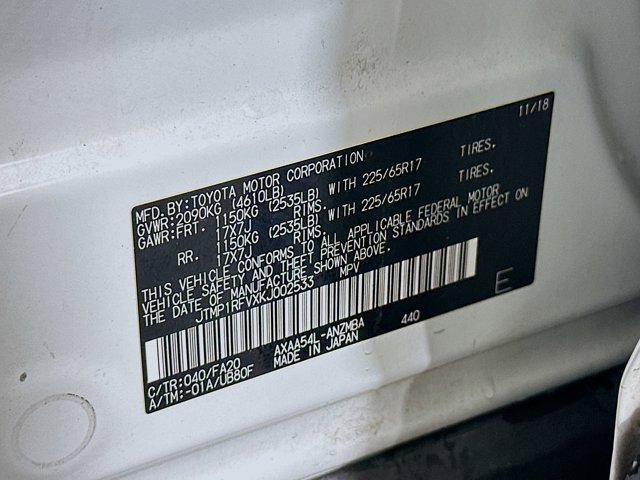 11/18
MFD.BY:TOYOTA MOTOR CORPORATION
GVWR:2090KG (4610LB)
GAWR:FRT. 1150KG (2535LB) WITH 225/65R17 TIRES.
17X7J RIMS.
RR. 1150KG (2535LB) WITH 225/65R17 TIRES.
17X7J RIMS.
THIS VEHICLE CONFORMS TO ALL APPLICABLE FEDERAL MOTOR
VEHICLE SAFETY AND THEFT PREVENTION STANDARDS IN EFFECT ON
THE DATE OF MANUFACTURE SHOWN ABOVE.
JTMP1RFVXKJ002533 MPV
E
C/TR:040/FA20 AXAA54L-ANZMBA 440
A/TM:-01A/UB80F MADE IN JAPAN